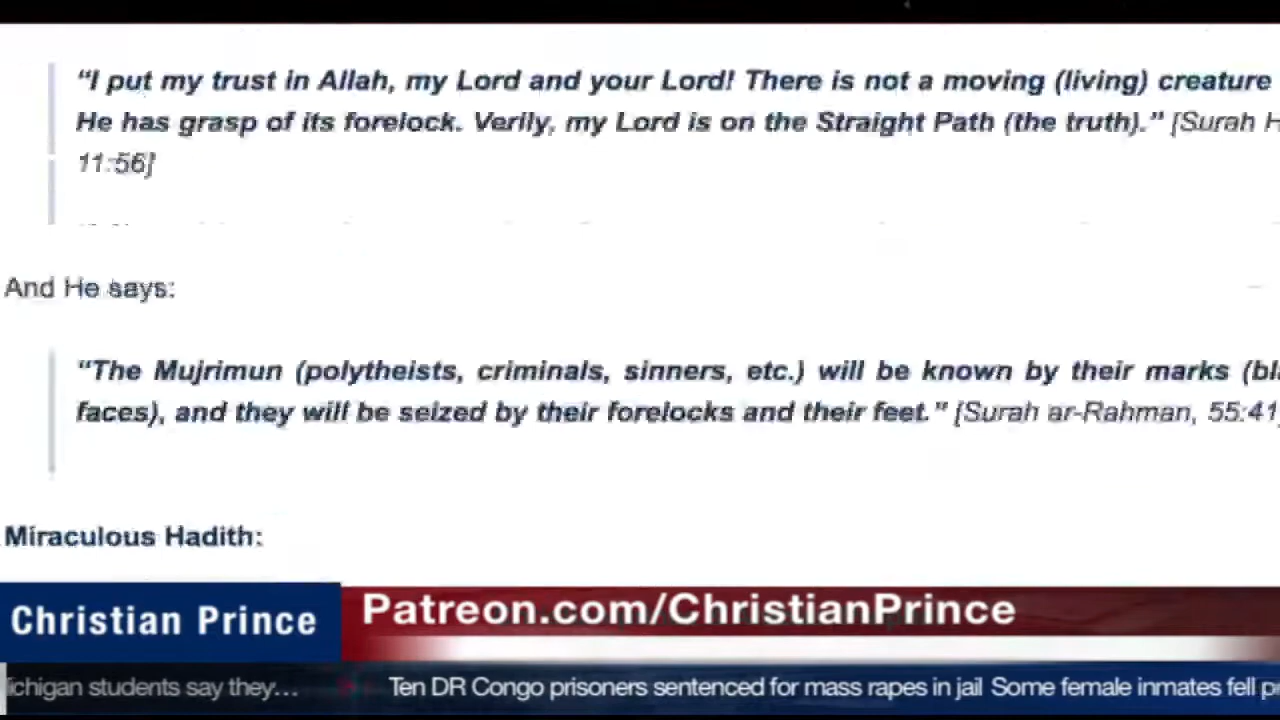 “I put my trust in Allah, my Lord and your Lord! There is not a moving (living) creature
He has grasp of its forelock. Verily, my Lord is on the Straight Path (the truth).” [Surah H
11:56]
And He says:
“The Mujrimun (polytheists, criminals, sinners, etc.) will be known by their marks (bla
faces), and they will be seized by their forelocks and their feet.” [Surah ar-Rahman, 55:41]
Miraculous Hadith:
Christian Prince
Patreon.com/ChristianPrince
ichigan students say they... Ten DR Congo prisoners sentenced for mass rapes in jail Some female inmates fell p